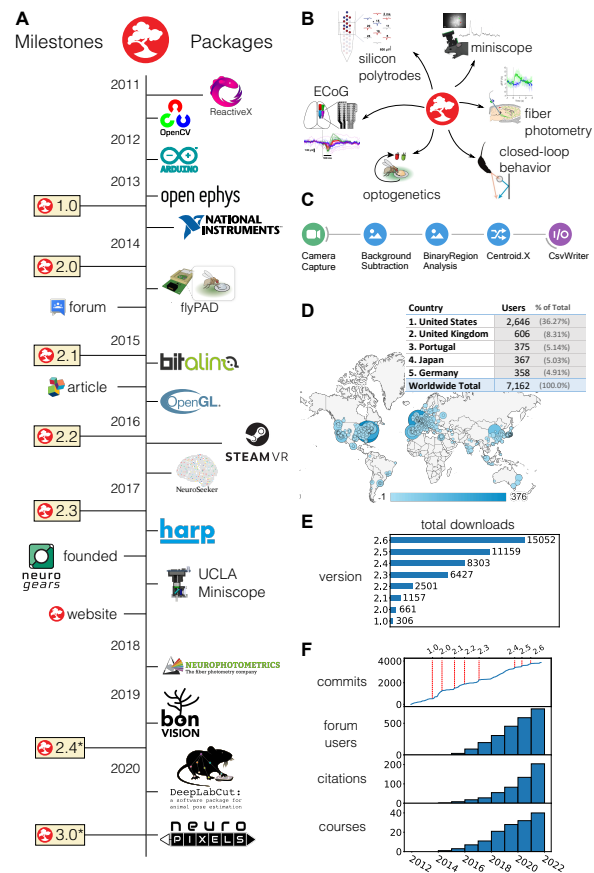 A
Milestones
Packages
2011
ReactiveX
OpenCV
2012
ARDUINO
2013
open ephys
1.0
NATIONAL
INSTRUMENTS
2014
2.0
flyPAD
forum
2015
2.1
bitalino
article
OpenGL.
2016
2.2
STEAM VR
NeuroSeeker
2017
2.3
harp
founded
neuro
gears
UCLA
Miniscope
website
2018
NEUROPHOTOMETRICS
The fiber photometry company
2019
bon
VISION
2.4*
2020
DeepLabCut:
a software package for
animal pose estimation
3.0*
neuro
PIXELS
B
silicon
polytrodes
miniscope
ECoG
fiber
photometry
closed-loop
behavior
optogenetics
C
I/O
Camera
Capture
Background
Subtraction
BinaryRegion
Analysis
Centroid.X
CsvWriter
D
Country Users % of Total
1. United States 2,646 (36.27%)
2. United Kingdom 606 (8.31%)
3. Portugal 375 (5.14%)
4. Japan 367 (5.03%)
5. Germany 358 (4.91%)
Worldwide Total 7,162 (100.0%)
1 376
E
total downloads
version
2.6 15052
2.5 11159
2.4 8303
2.3 6427
2.2 2501
2.1 1157
2.0 661
1.0 306
F
1.0 2.0 2.1 2.2 2.3 2.4 2.5 2.6
commits
4000
2000
0
forum
users
500
0
citations
200
100
0
courses
40
20
0
2012 2014 2016 2018 2020 2022